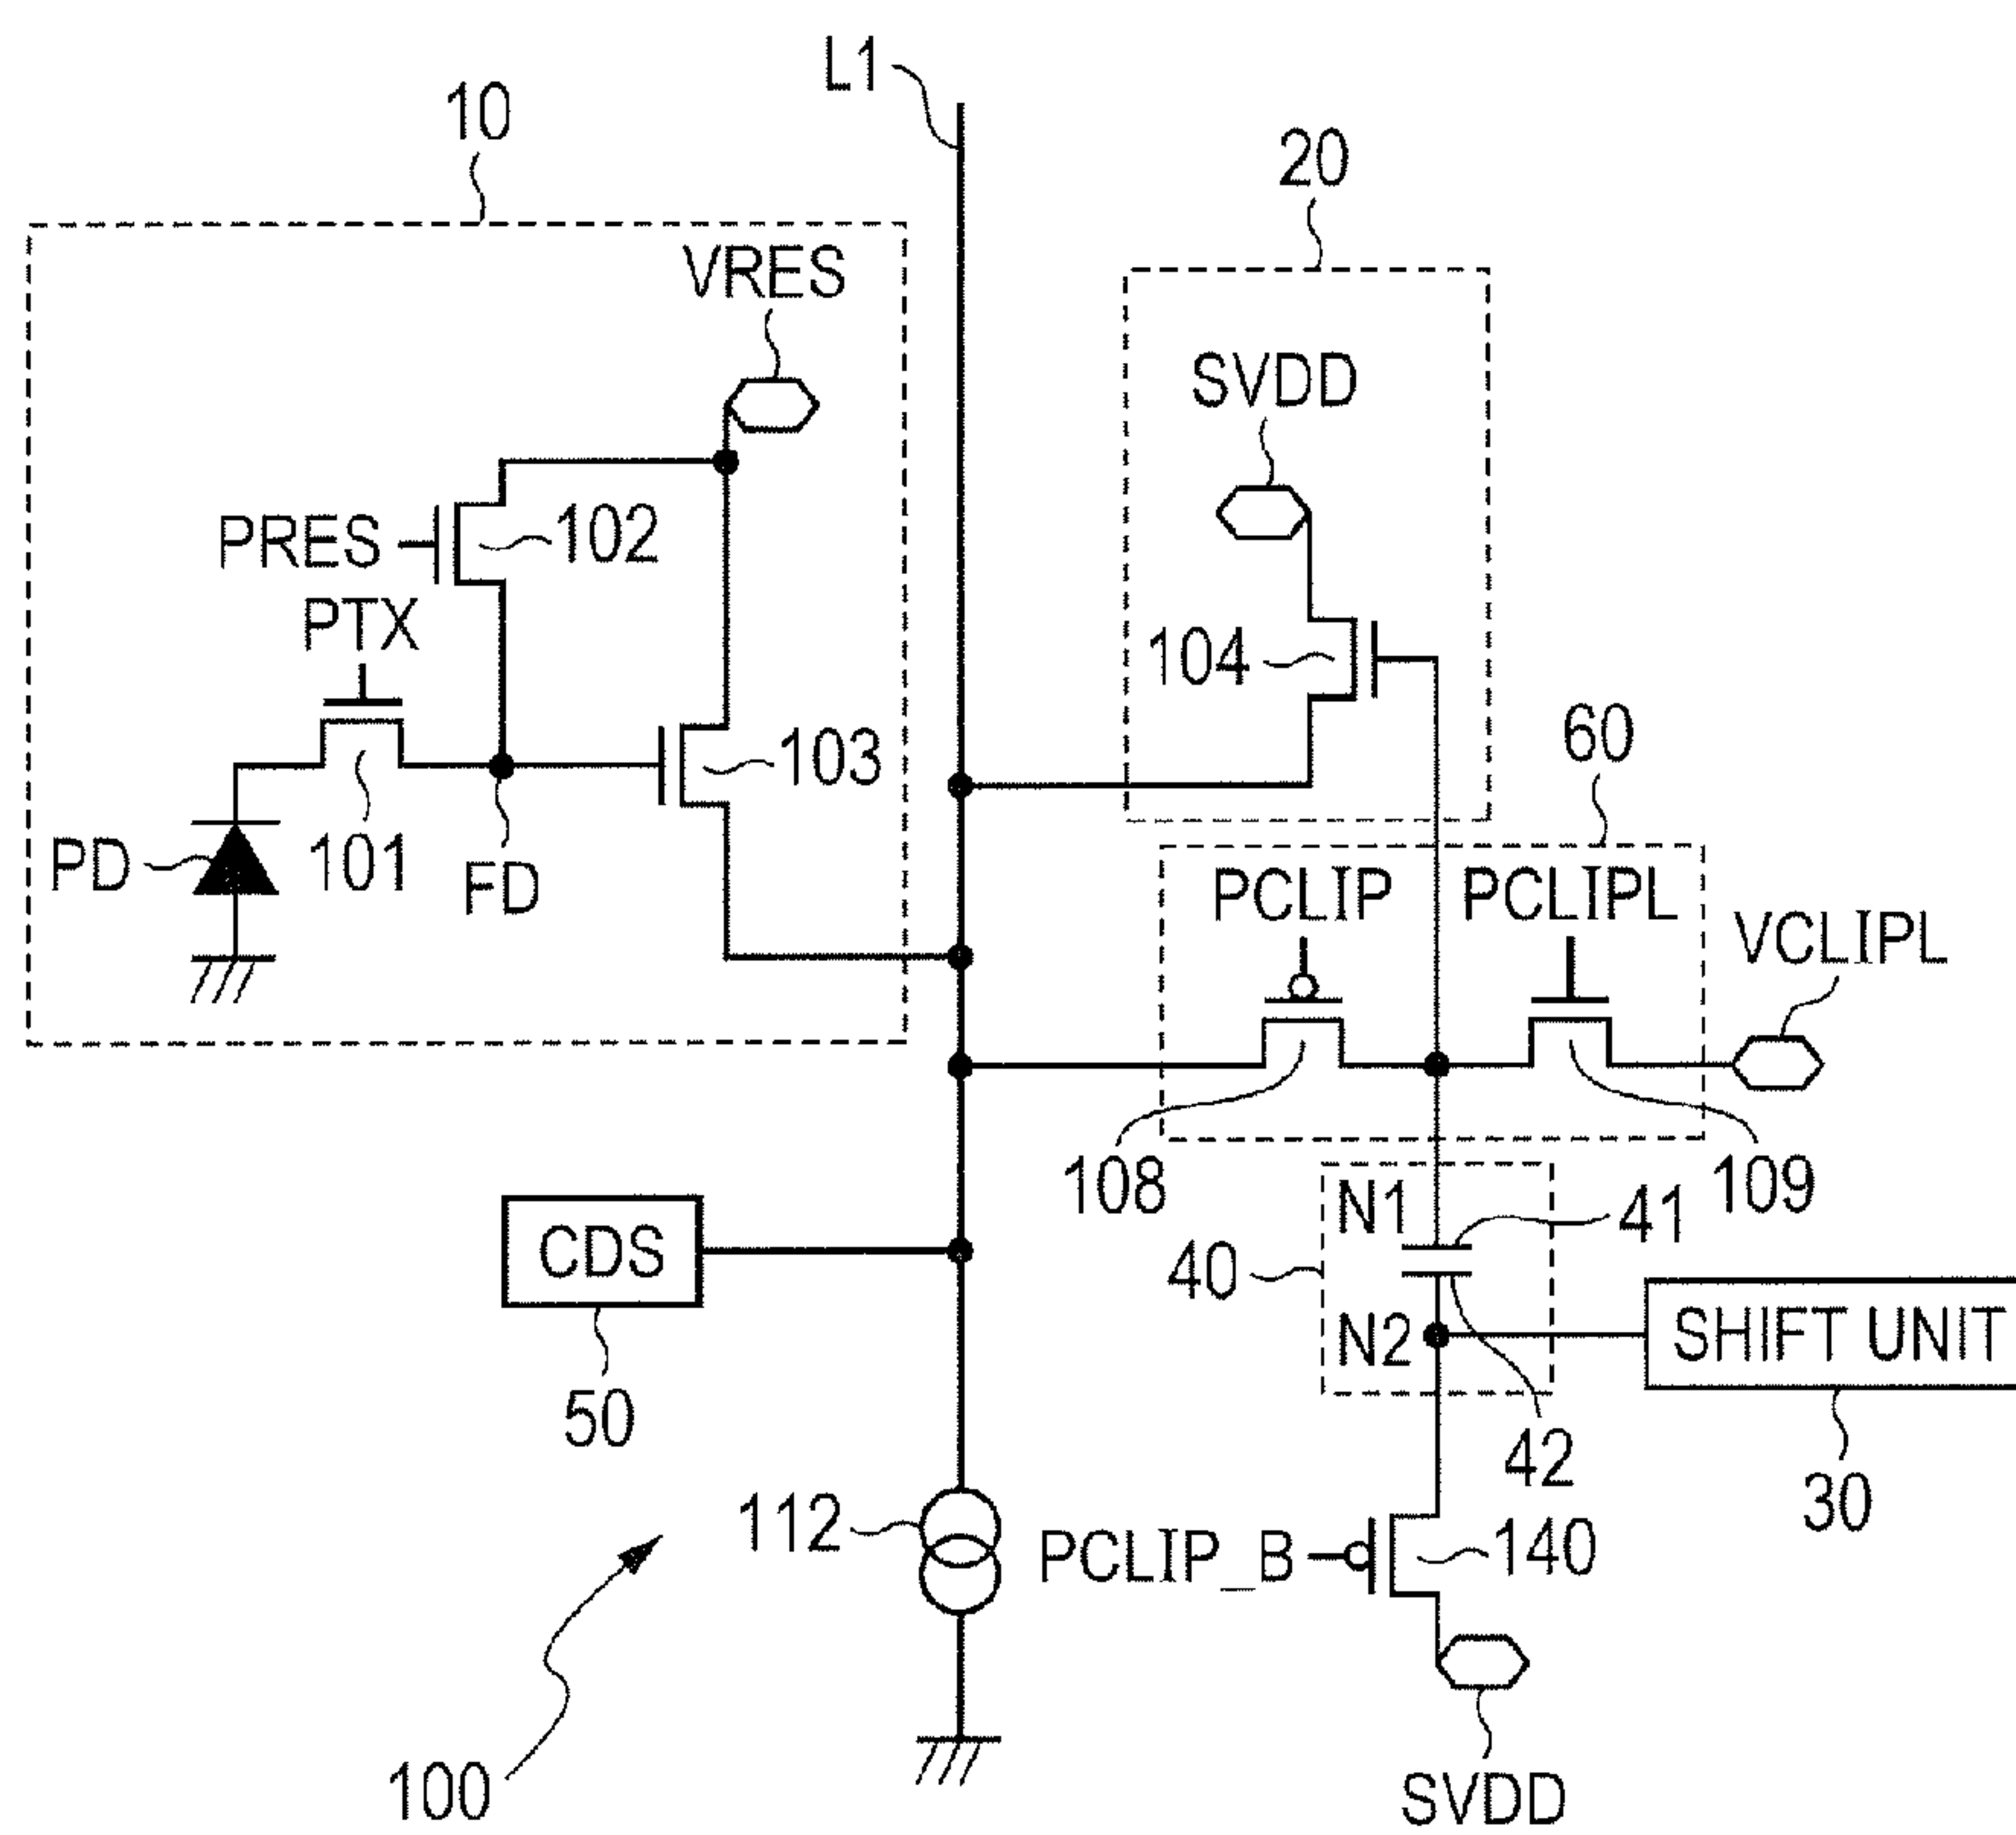 L1
10
20
VRES
SVDD
PRES
102
PTX
104
103
60
PD
101
FD
PCLIP
PCLIPL
VCLIPL
108
109
N1
41
CDS
40
N2
SHIFT UNIT
50
42
30
112
PCLIP_B
140
100
SVDD